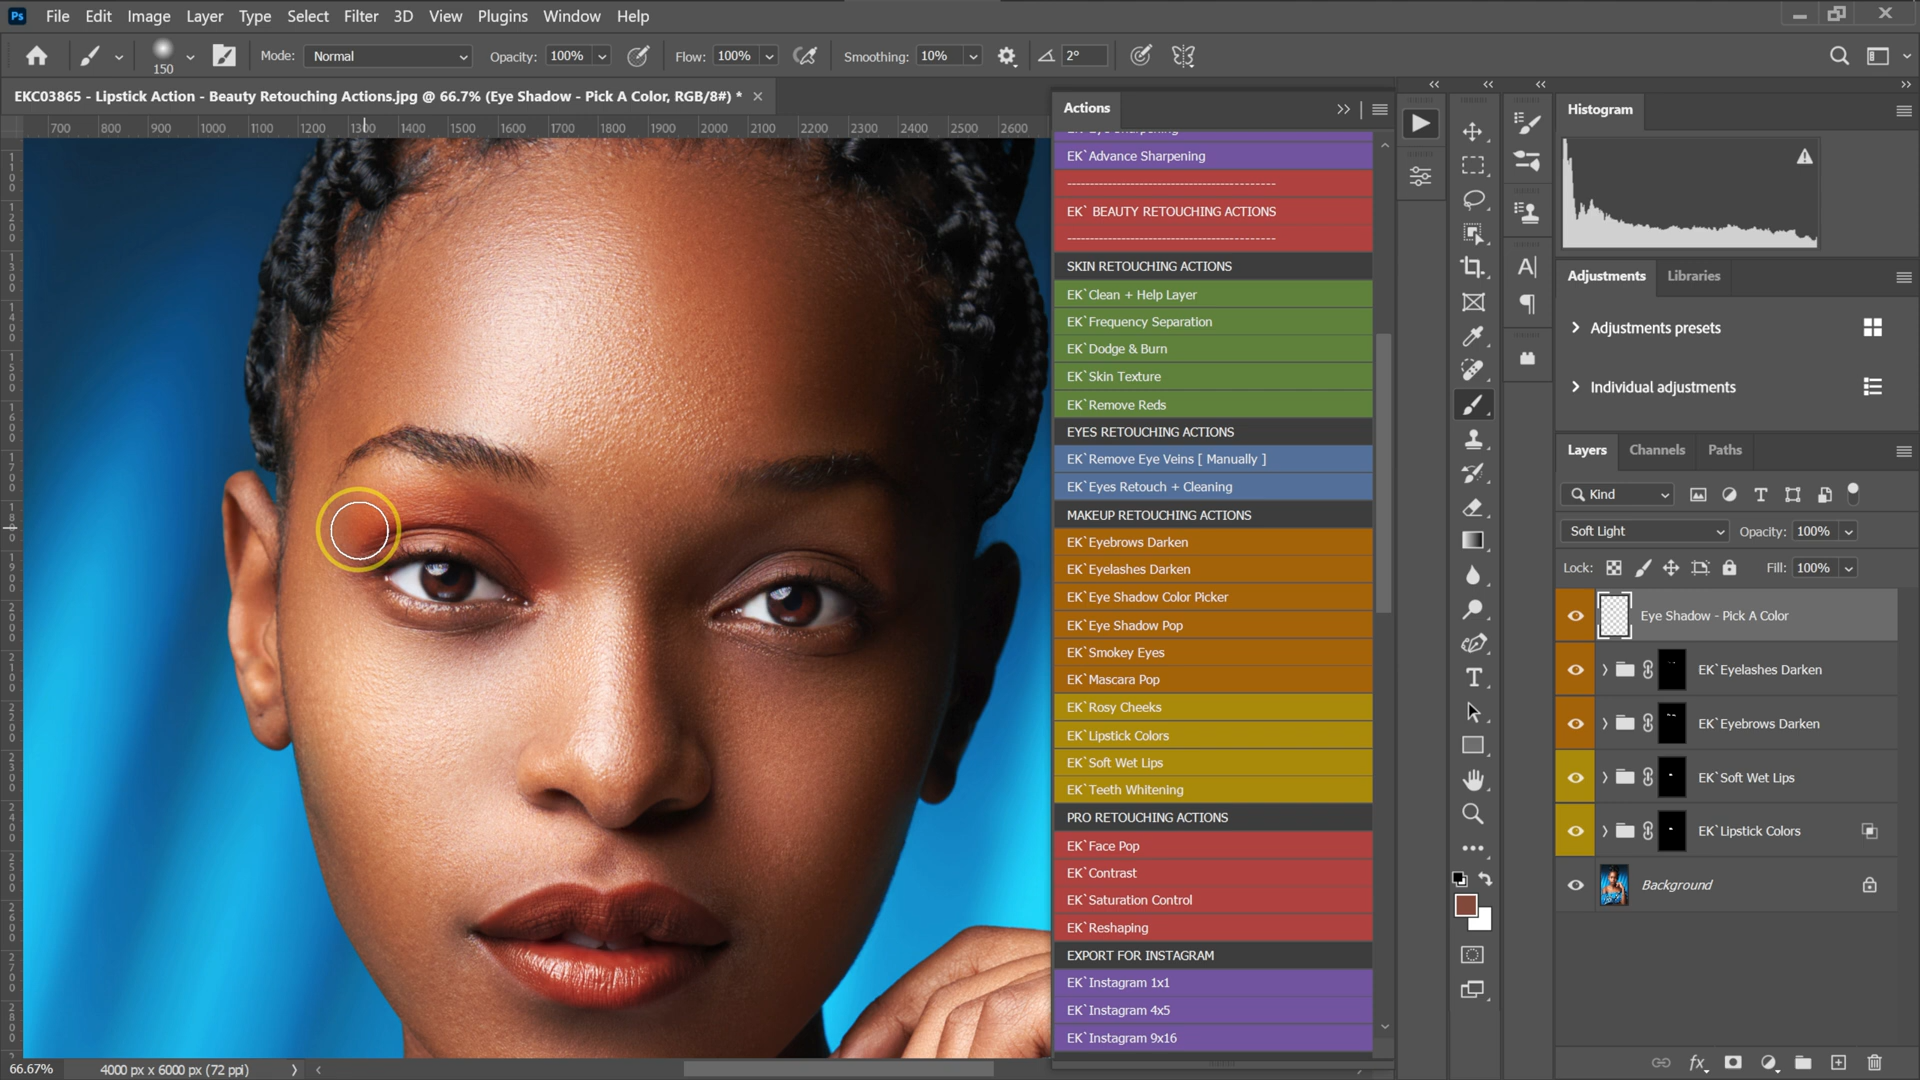 Ps File Edit Image Layer Type Select Filter 3D View Plugins Window Help
150 Mode: Normal Opacity: 100% Flow: 100% Smoothing: 10% 2°
EKC03865 - Lipstick Action - Beauty Retouching Actions.jpg @ 66.7% (Eye Shadow - Pick A Color, RGB/8#) *
700 800 900 1000 1100 1200 1300 1400 1500 1600 1700 1800 1900 2000 2100 2200 2300 2400 2500 2600
Actions
EK`Eye Sharpening
EK`Advance Sharpening
--------------------------------------------
EK` BEAUTY RETOUCHING ACTIONS
--------------------------------------------
SKIN RETOUCHING ACTIONS
EK`Clean + Help Layer
EK`Frequency Separation
EK`Dodge & Burn
EK`Skin Texture
EK`Remove Reds
EYES RETOUCHING ACTIONS
EK`Remove Eye Veins [ Manually ]
EK`Eyes Retouch + Cleaning
MAKEUP RETOUCHING ACTIONS
EK`Eyebrows Darken
EK`Eyelashes Darken
EK`Eye Shadow Color Picker
EK`Eye Shadow Pop
EK`Smokey Eyes
EK`Mascara Pop
EK`Rosy Cheeks
EK`Lipstick Colors
EK`Soft Wet Lips
EK`Teeth Whitening
PRO RETOUCHING ACTIONS
EK`Face Pop
EK`Contrast
EK`Saturation Control
EK`Reshaping
EXPORT FOR INSTAGRAM
EK`Instagram 1x1
EK`Instagram 4x5
EK`Instagram 9x16
Histogram
Adjustments Libraries
Adjustments presets
Individual adjustments
Layers Channels Paths
Kind
Soft Light Opacity: 100%
Lock: Fill: 100%
Eye Shadow - Pick A Color
EK`Eyelashes Darken
EK`Eyebrows Darken
EK`Soft Wet Lips
EK`Lipstick Colors
Background
66.67% 4000 px x 6000 px (72 ppi)